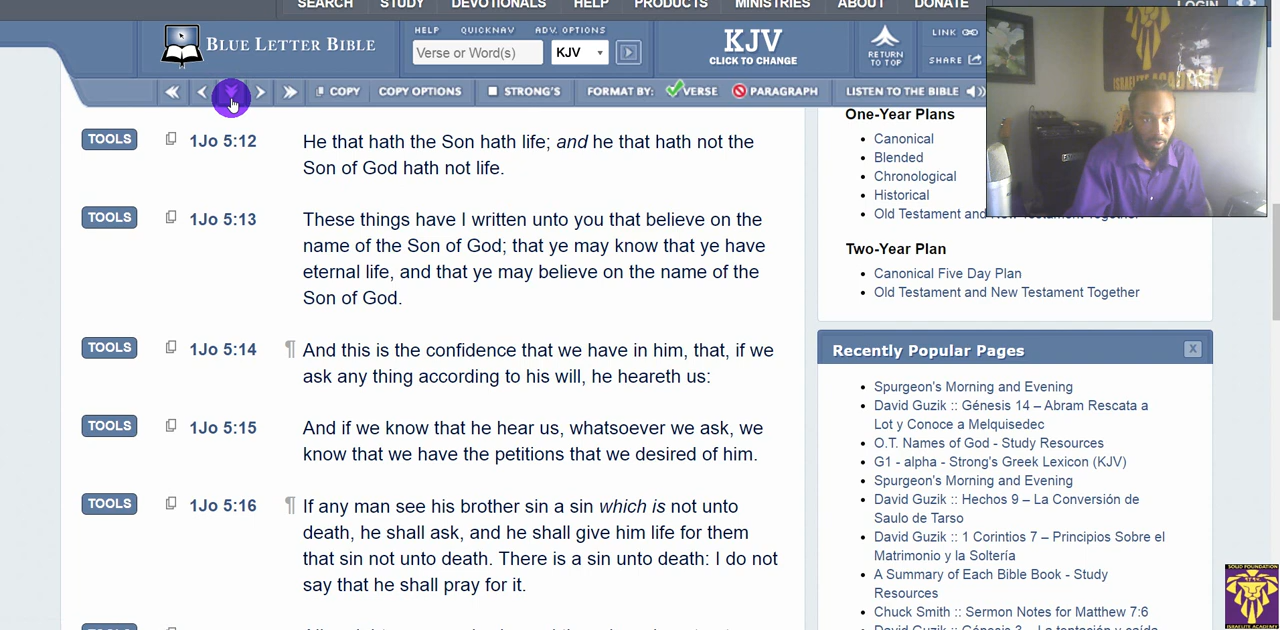 SEARCH STUDY DEVOTIONALS HELP PRODUCTS MINISTRIES ABOUT DONATE LOGIN
BLUE LETTER BIBLE
HELP QUICKNAV ADV. OPTIONS
Verse or Word(s) KJV
KJV
CLICK TO CHANGE
RETURN
TO TOP
LINK
SHARE
COPY COPY OPTIONS STRONG'S FORMAT BY: VERSE PARAGRAPH LISTEN TO THE BIBLE
TOOLS 1Jo 5:12 He that hath the Son hath life; and he that hath not the
Son of God hath not life.
TOOLS 1Jo 5:13 These things have I written unto you that believe on the
name of the Son of God; that ye may know that ye have
eternal life, and that ye may believe on the name of the
Son of God.
TOOLS 1Jo 5:14 ¶ And this is the confidence that we have in him, that, if we
ask any thing according to his will, he heareth us:
TOOLS 1Jo 5:15 And if we know that he hear us, whatsoever we ask, we
know that we have the petitions that we desired of him.
TOOLS 1Jo 5:16 ¶ If any man see his brother sin a sin which is not unto
death, he shall ask, and he shall give him life for them
that sin not unto death. There is a sin unto death: I do not
say that he shall pray for it.
One-Year Plans
Canonical
Blended
Chronological
Historical
Old Testament and New Testament Together
Two-Year Plan
Canonical Five Day Plan
Old Testament and New Testament Together
Recently Popular Pages X
Spurgeon's Morning and Evening
David Guzik :: Génesis 14 – Abram Rescata a
Lot y Conoce a Melquisedec
O.T. Names of God - Study Resources
G1 - alpha - Strong's Greek Lexicon (KJV)
Spurgeon's Morning and Evening
David Guzik :: Hechos 9 – La Conversión de
Saulo de Tarso
David Guzik :: 1 Corintios 7 – Principios Sobre el
Matrimonio y la Soltería
A Summary of Each Bible Book - Study
Resources
Chuck Smith :: Sermon Notes for Matthew 7:6
ISRAELITE ACADEMY
SOLID FOUNDATION
ISRAELITE ACADEMY